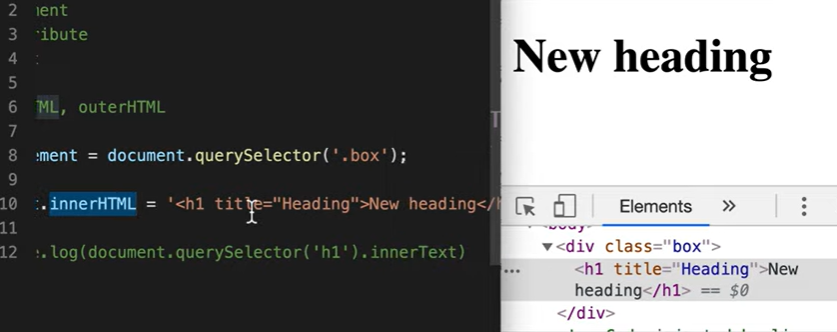 2 ment
3 ribute
4
5
6 ML, outerHTML
7
8 ement = document.querySelector('.box');
9
10 t.innerHTML = '<h1 title="Heading">New heading</h
11
12 e.log(document.querySelector('h1').innerText)
New heading
Elements »
<body>
▼<div class="box">
<h1 title="Heading">New
heading</h1> == $0
</div>